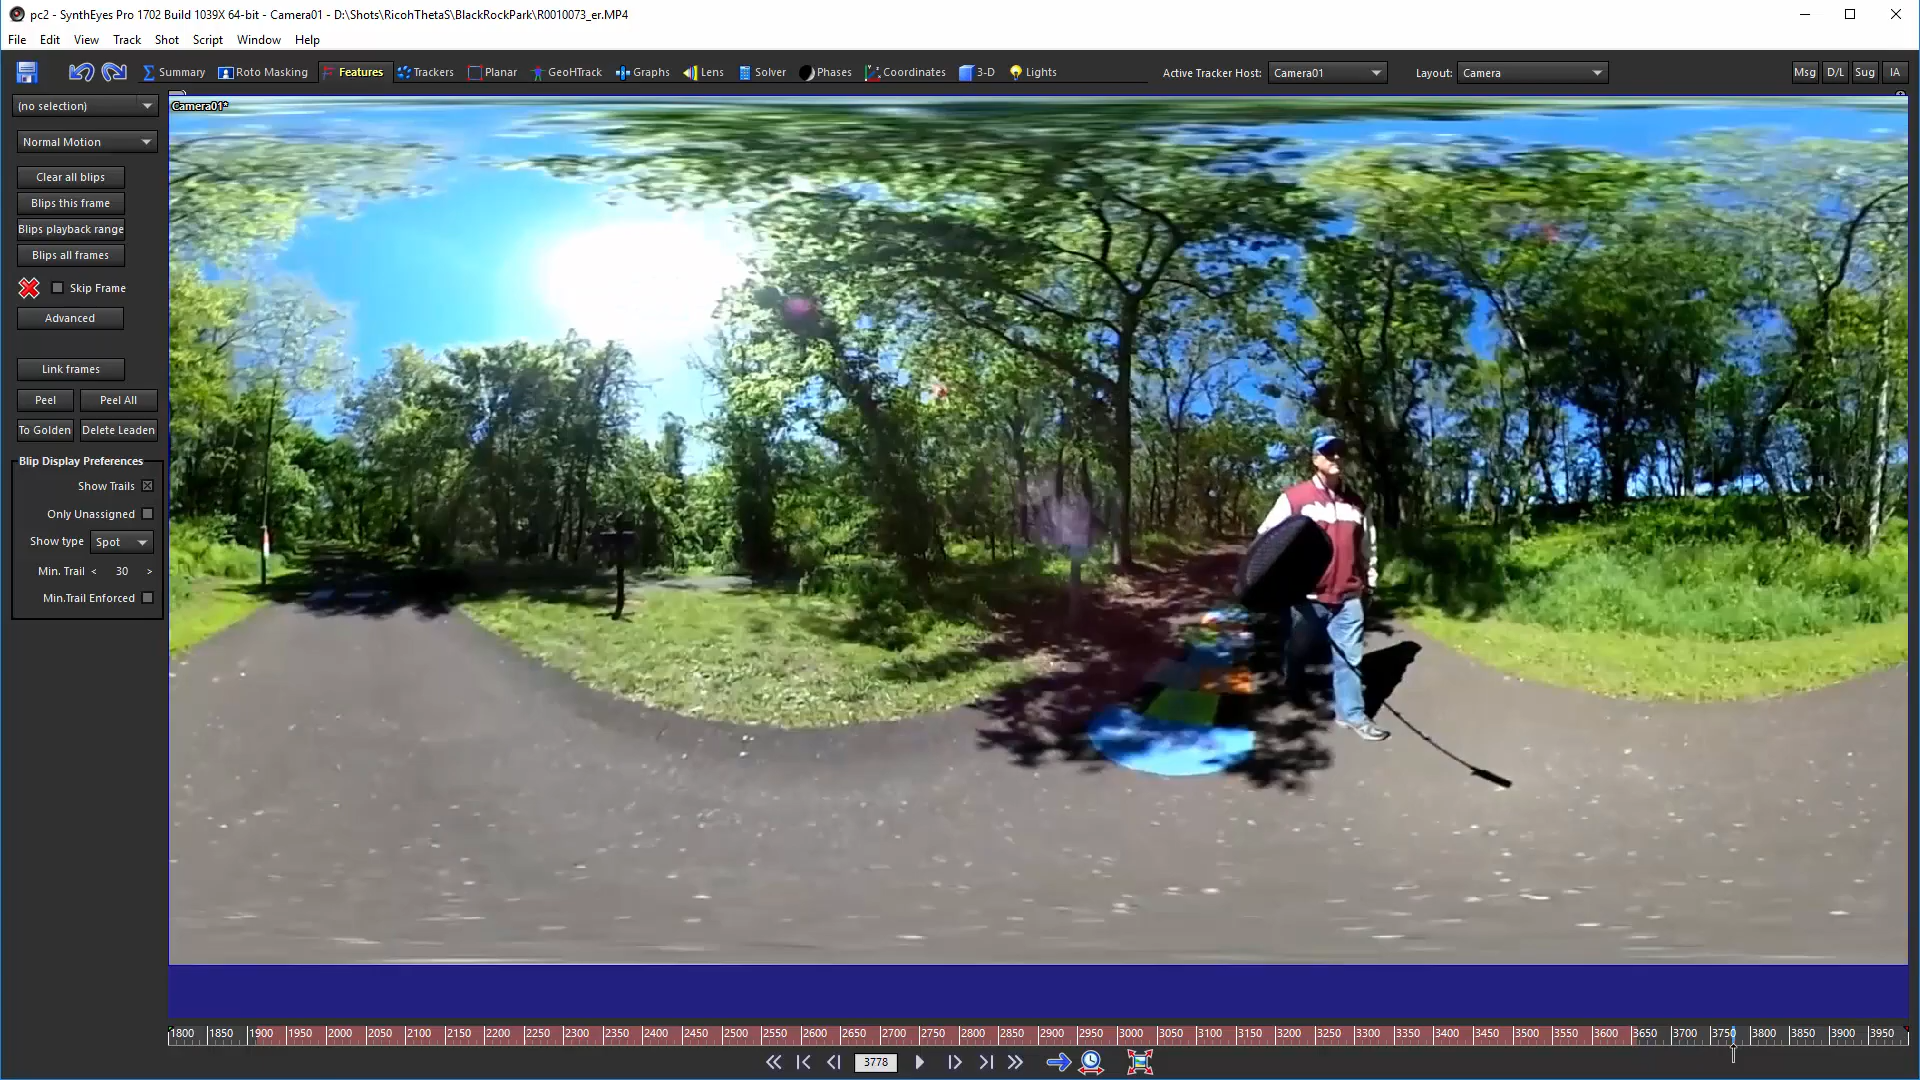 pc2 - SynthEyes Pro 1702 Build 1039X 64-bit - Camera01 - D:\Shots\RicohThetaS\BlackRockPark\R0010073_er.MP4
File Edit View Track Shot Script Window Help
Summary Roto Masking Features Trackers Planar GeoHTrack Graphs Lens Solver Phases Coordinates 3-D Lights Active Tracker Host: Camera01 Layout: Camera Msg D/L Sug IA
(no selection)
Camera01*
Normal Motion
Clear all blips
Blips this frame
Blips playback range
Blips all frames
Skip Frame
Advanced
Link frames
Peel Peel All
To Golden Delete Leaden
Blip Display Preferences
Show Trails
Only Unassigned
Show type Spot
Min. Trail < 30 >
Min.Trail Enforced
1800 1850 1900 1950 2000 2050 2100 2150 2200 2250 2300 2350 2400 2450 2500 2550 2600 2650 2700 2750 2800 2850 2900 2950 3000 3050 3100 3150 3200 3250 3300 3350 3400 3450 3500 3550 3600 3650 3700 3750 3800 3850 3900 3950
3778